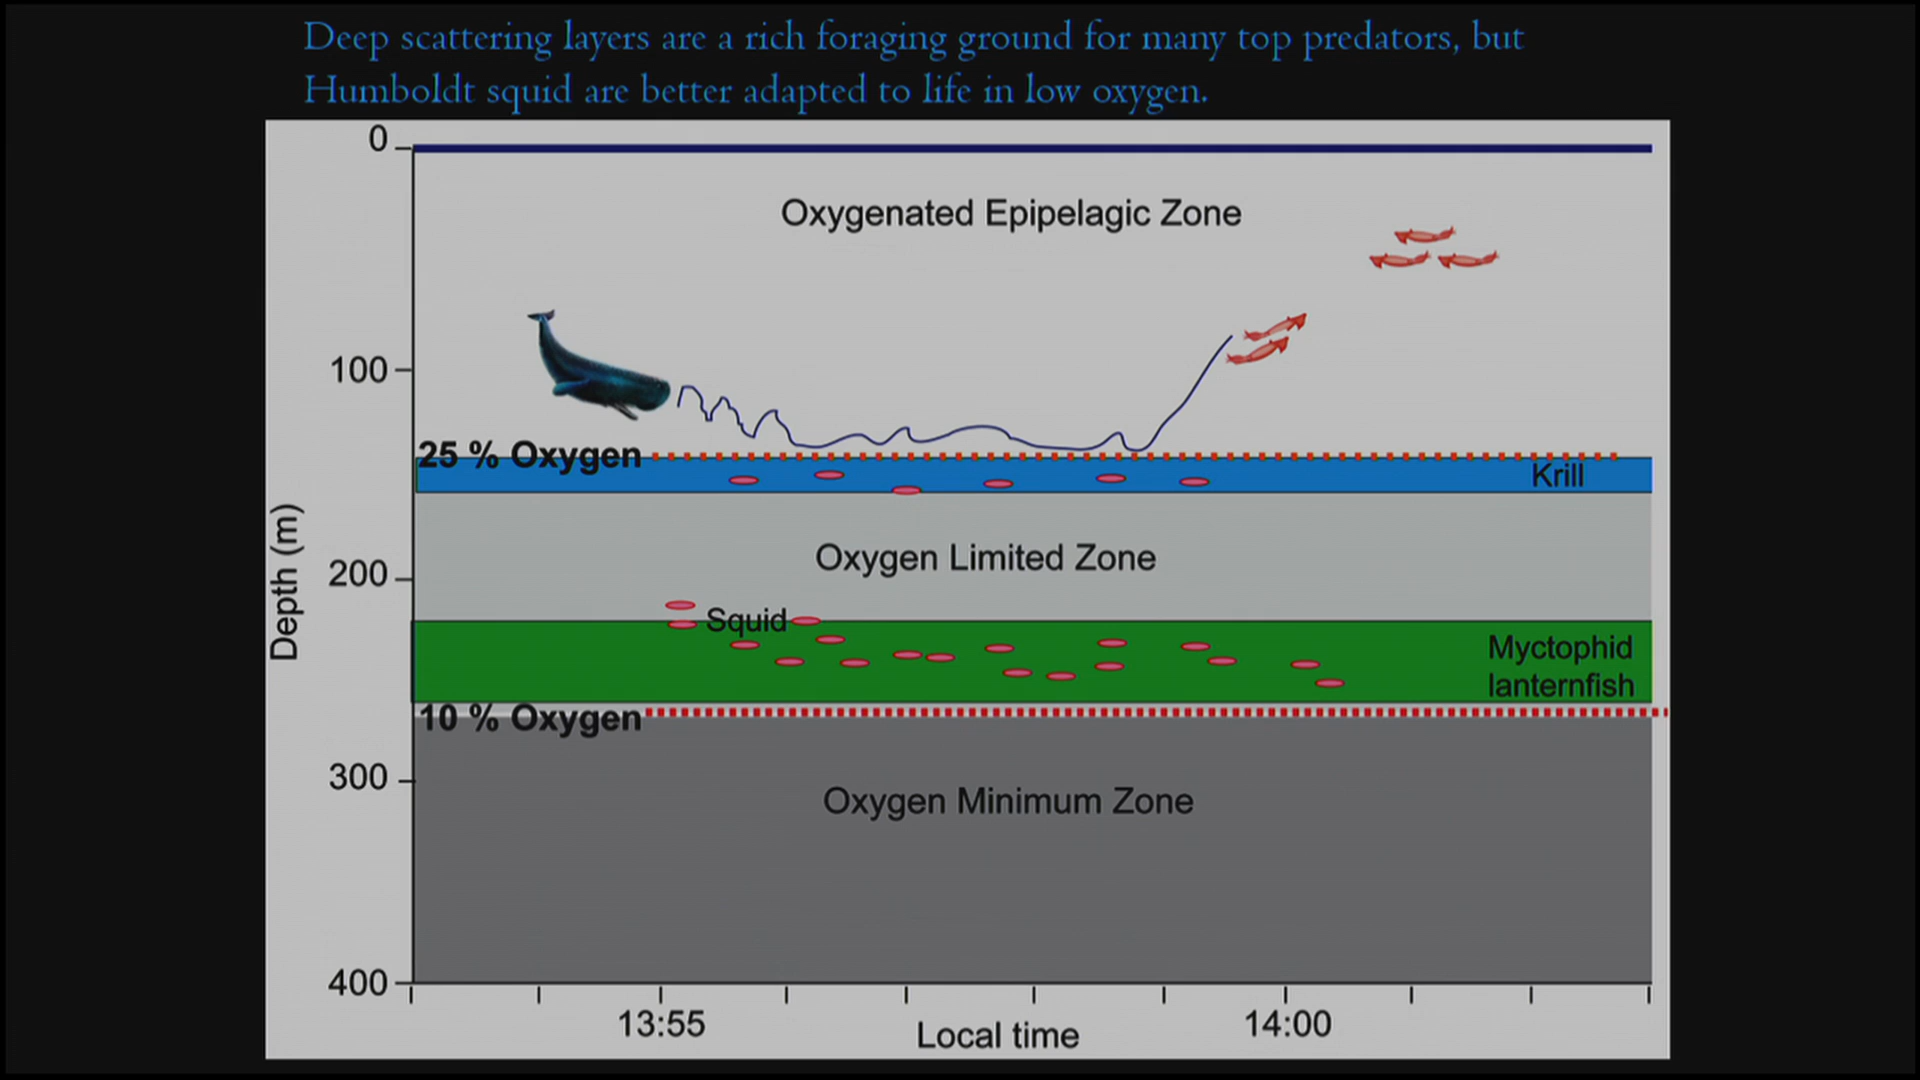 Deep scattering layers are a rich foraging ground for many top predators, but
Humboldt squid are better adapted to life in low oxygen.
0
Oxygenated Epipelagic Zone
100
25 % Oxygen
Krill
Depth (m)
Oxygen Limited Zone
200
Squid
Myctophid
lanternfish
10 % Oxygen
300
Oxygen Minimum Zone
400
13:55
Local time
14:00